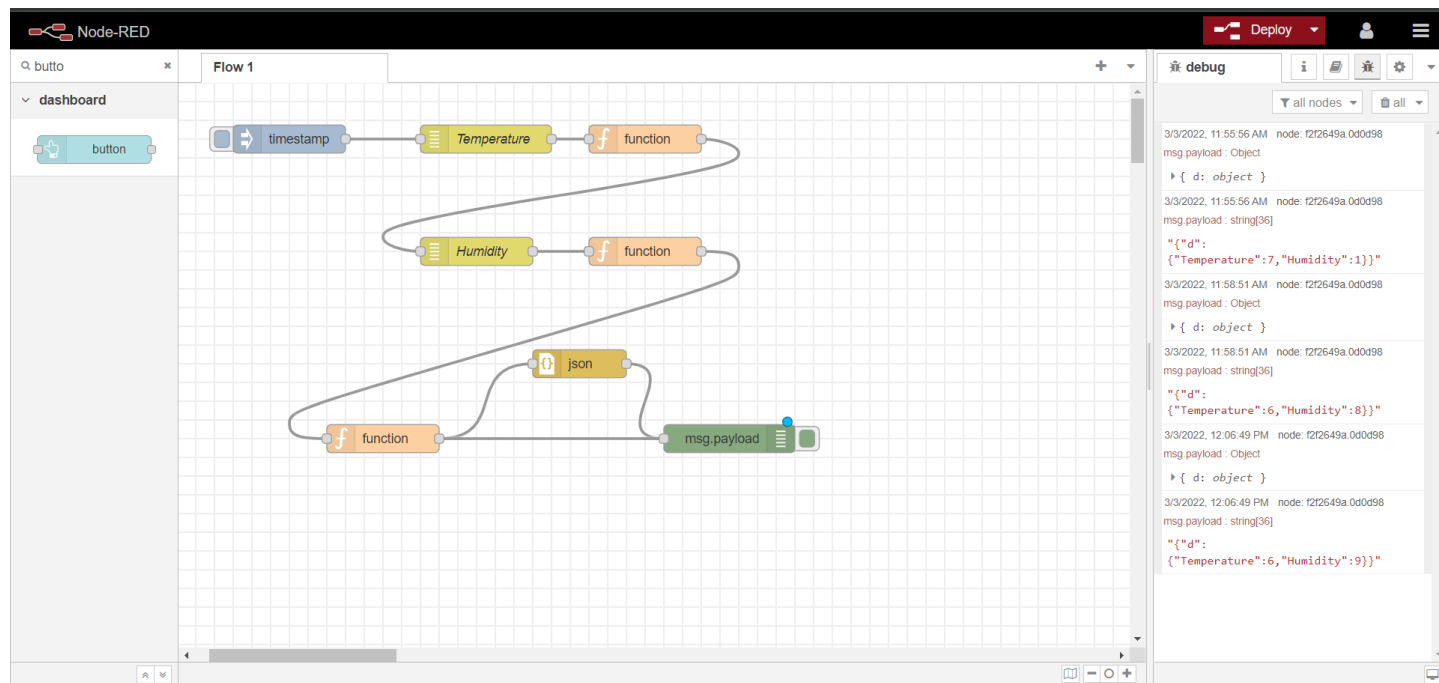 Node-RED
Deploy
butto
dashboard
button
Flow 1
timestamp
Temperature
function
Humidity
function
json
function
msg.payload
debug
i
all nodes
all
3/3/2022, 11:55:56 AM node: f2f2649a.0d0d98
msg.payload : Object
{ d: object }
3/3/2022, 11:55:56 AM node: f2f2649a.0d0d98
msg.payload : string[36]
"{"d":
{"Temperature":7,"Humidity":1}}"
3/3/2022, 11:58:51 AM node: f2f2649a.0d0d98
msg.payload : Object
{ d: object }
3/3/2022, 11:58:51 AM node: f2f2649a.0d0d98
msg.payload : string[36]
"{"d":
{"Temperature":6,"Humidity":8}}"
3/3/2022, 12:06:49 PM node: f2f2649a.0d0d98
msg.payload : Object
{ d: object }
3/3/2022, 12:06:49 PM node: f2f2649a.0d0d98
msg.payload : string[36]
"{"d":
{"Temperature":6,"Humidity":9}}"